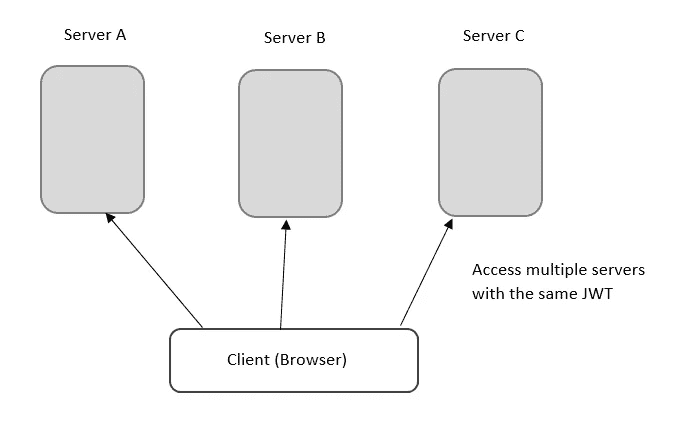 Server A
Server B
Server C
Access multiple servers
with the same JWT
Client (Browser)